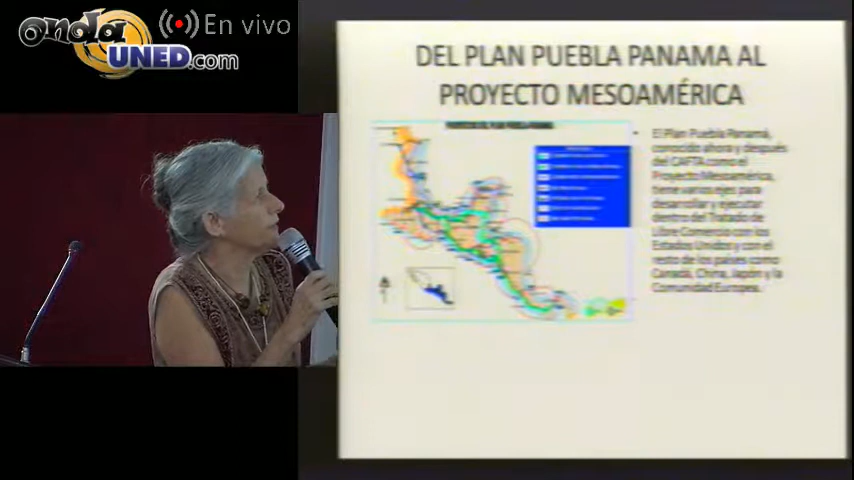 onda
UNED.com
En vivo
DEL PLAN PUEBLA PANAMA AL
PROYECTO MESOAMÉRICA
• El Plan Puebla Panamá,
conocido ahora y después
del CAFTA como el
Proyecto Mesoamérica,
tiene varios ejes para
desarrollar y ejecutar
dentro del Tratado de
Libre Comercio con los
Estados Unidos y con el
resto de los países como
Canadá, China, Japón y la
Comunidad Europea.